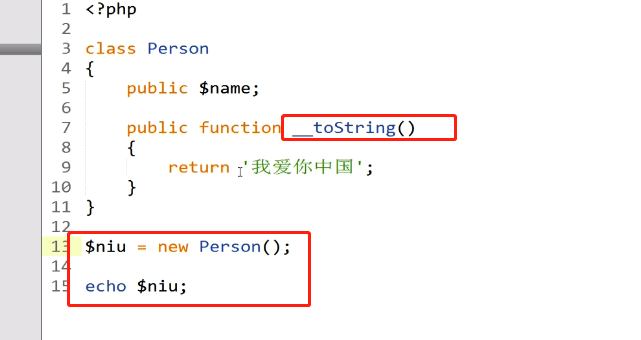 1 <?php
2
3 class Person
4 {
5     public $name;
6
7     public function __toString()
8     {
9         return '我爱你中国';
10     }
11 }
12
13 $niu = new Person();
14
15 echo $niu;